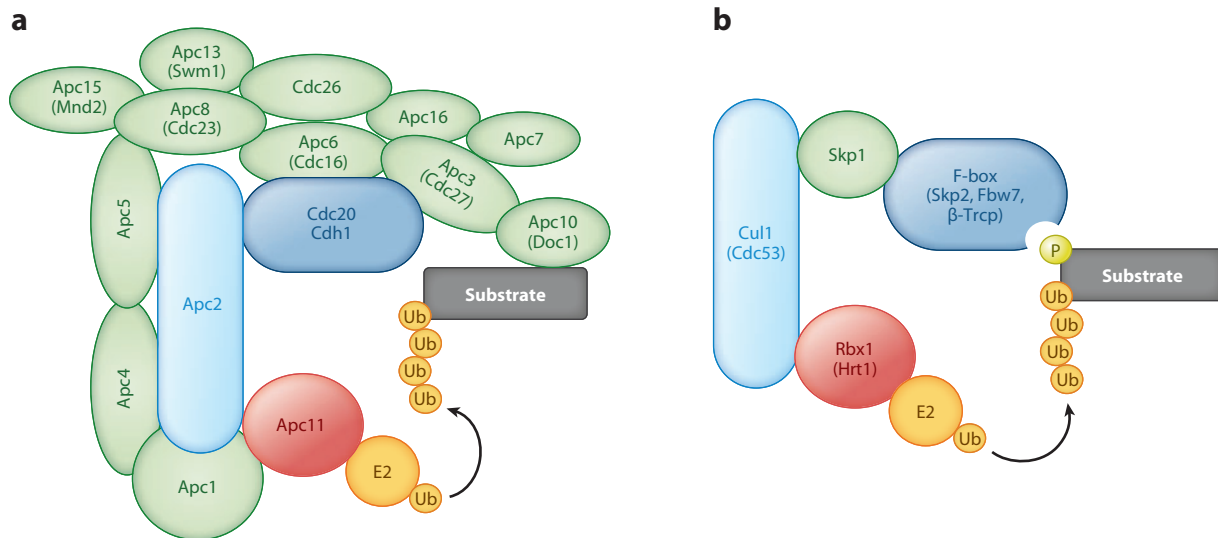 a
Apc13
(Swm1)
Apc15
(Mnd2)
Cdc26
Apc8
(Cdc23)
Apc16
Apc7
Apc6
(Cdc16)
Apc3
(Cdc27)
Apc5
Cdc20
Cdh1
Apc10
(Doc1)
Apc2
Substrate
Ub
Ub
Ub
Ub
Apc4
Apc11
E2
Ub
Apc1
b
Skp1
F-box
(Skp2, Fbw7,
β-Trcp)
Cul1
(Cdc53)
P
Substrate
Ub
Ub
Ub
Ub
Rbx1
(Hrt1)
E2
Ub